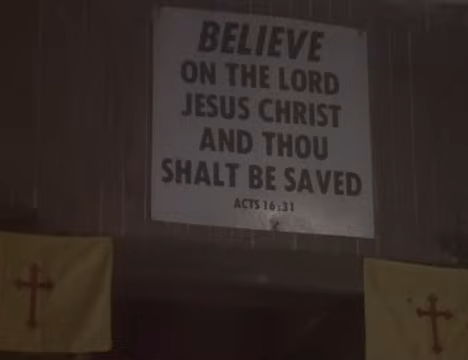 BELIEVE
ON THE LORD
JESUS CHRIST
AND THOU
SHALT BE SAVED
ACTS 16:31